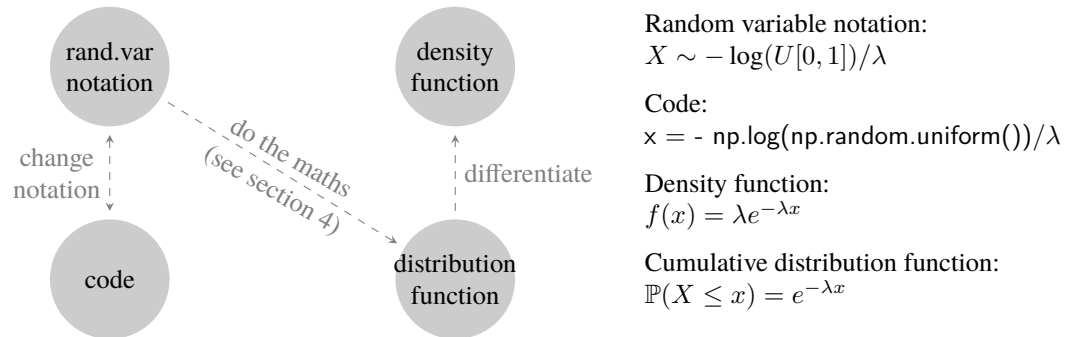 rand.var
notation
density
function
change
notation
do the maths
(see section 4)
differentiate
code
distribution
function
Random variable notation:
X ∼ − log(U[0, 1])/λ
Code:
x = - np.log(np.random.uniform())/λ
Density function:
f(x) = λe^{−λx}
Cumulative distribution function:
ℙ(X ≤ x) = e^{−λx}